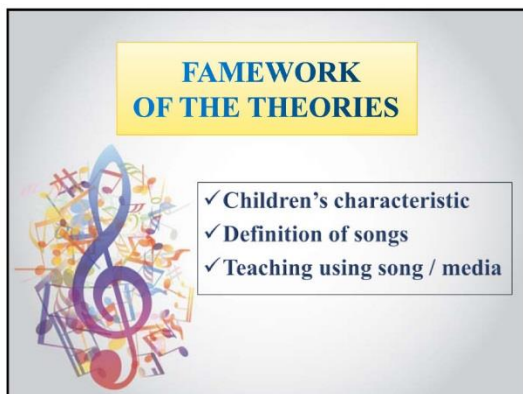 FAMEWORK
OF THE THEORIES
✓Children's characteristic
✓Definition of songs
✓Teaching using song / media